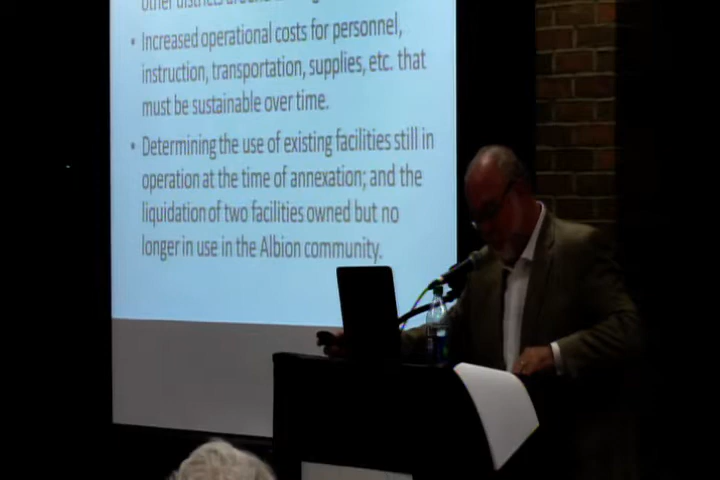 other districts
• Increased operational costs for personnel,
instruction, transportation, supplies, etc. that
must be sustainable over time.
• Determining the use of existing facilities still in
operation at the time of annexation; and the
liquidation of two facilities owned but no
longer in use in the Albion community.